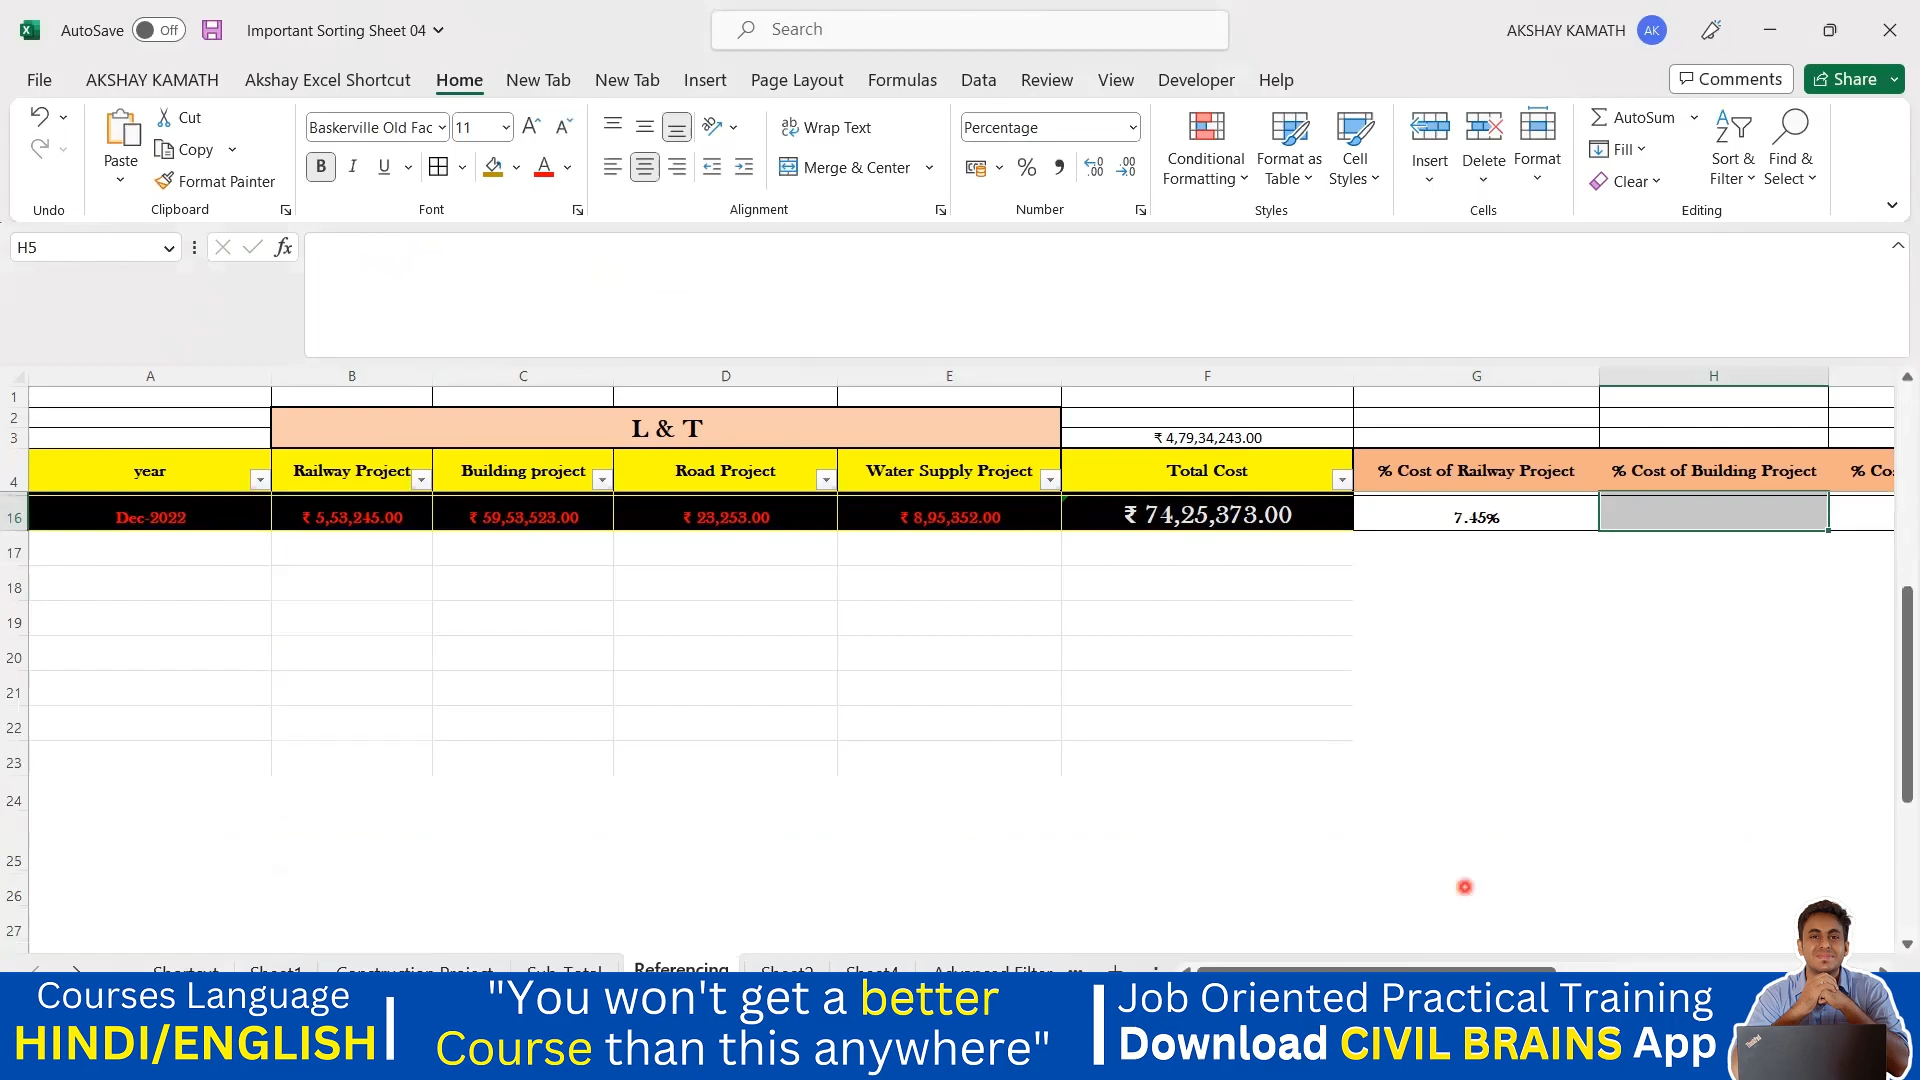 AutoSave Off Important Sorting Sheet 04 Search AKSHAY KAMATH AK
File AKSHAY KAMATH Akshay Excel Shortcut Home New Tab New Tab Insert Page Layout Formulas Data Review View Developer Help Comments Share
Paste Cut Copy Format Painter
Baskerville Old Fac 11
B I U A
Wrap Text
Merge & Center
Percentage
Conditional Formatting
Format as Table
Cell Styles
Insert Delete Format
AutoSum
Fill
Clear
Sort & Filter
Find & Select
Undo Clipboard Font Alignment Number Styles Cells Editing
H5 fx
A B C D E F G H
1
2
L & T
3 ₹ 4,79,34,243.00
4 year Railway Project Building project Road Project Water Supply Project Total Cost % Cost of Railway Project % Cost of Building Project % Co
16 Dec-2022 ₹ 5,53,245.00 ₹ 59,53,523.00 ₹ 23,253.00 ₹ 8,95,352.00 ₹ 74,25,373.00 7.45%
17
18
19
20
21
22
23
24
25
26
27
Shortcut Sheet1 Construction Project Sub-Total Referencing Sheet4 Advanced Filter
Courses Language
HINDI/ENGLISH
"You won't get a better
Course than this anywhere"
Job Oriented Practical Training
Download CIVIL BRAINS App